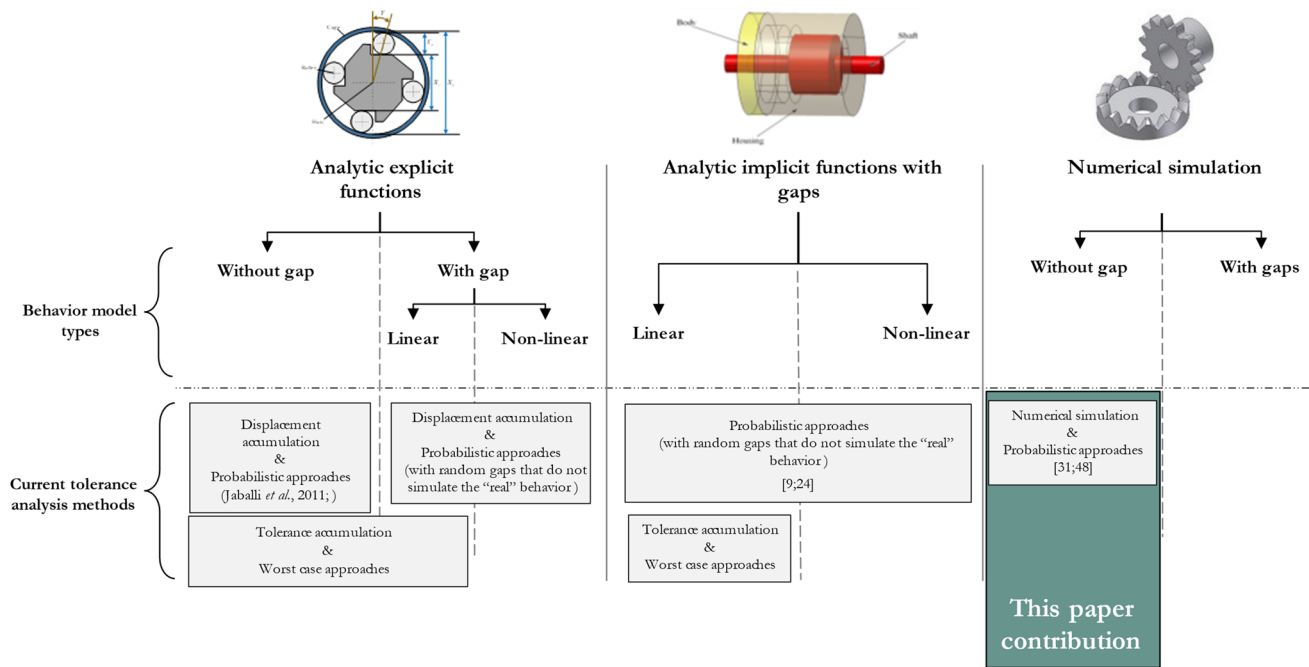 Body
Shaft
Housing
Analytic explicit
functions
Analytic implicit functions with
gaps
Numerical simulation
Without gap
With gap
Without gap
With gaps
Behavior model
types
Linear
Non-linear
Linear
Non-linear
Current tolerance
analysis methods
Displacement
accumulation
&
Probabilistic approaches
(Jaballi et al., 2011; )
Displacement accumulation
&
Probabilistic approaches
(with random gaps that do not
simulate the “real” behavior )
Tolerance accumulation
&
Worst case approaches
Probabilistic approaches
(with random gaps that do not simulate the “real”
behavior )
[9;24]
Tolerance accumulation
&
Worst case approaches
Numerical simulation
&
Probabilistic approaches
[31;48]
This paper
contribution